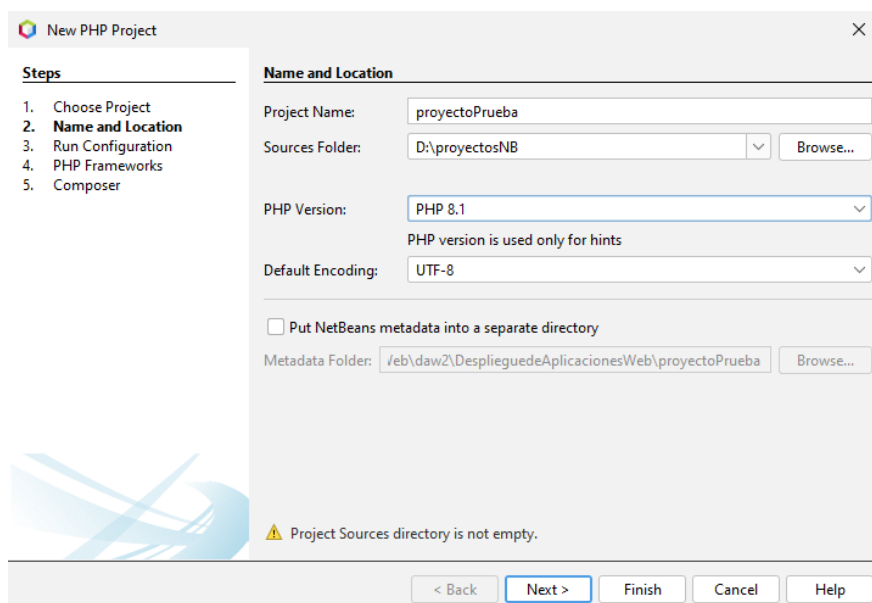 New PHP Project
Steps
1. Choose Project
2. Name and Location
3. Run Configuration
4. PHP Frameworks
5. Composer
Name and Location
Project Name: proyectoPrueba
Sources Folder: D:\proyectosNB Browse...
PHP Version: PHP 8.1
PHP version is used only for hints
Default Encoding: UTF-8
Put NetBeans metadata into a separate directory
Metadata Folder: Veb\daw2\DesplieguedeAplicacionesWeb\proyectoPrueba Browse...
Project Sources directory is not empty.
< Back Next > Finish Cancel Help